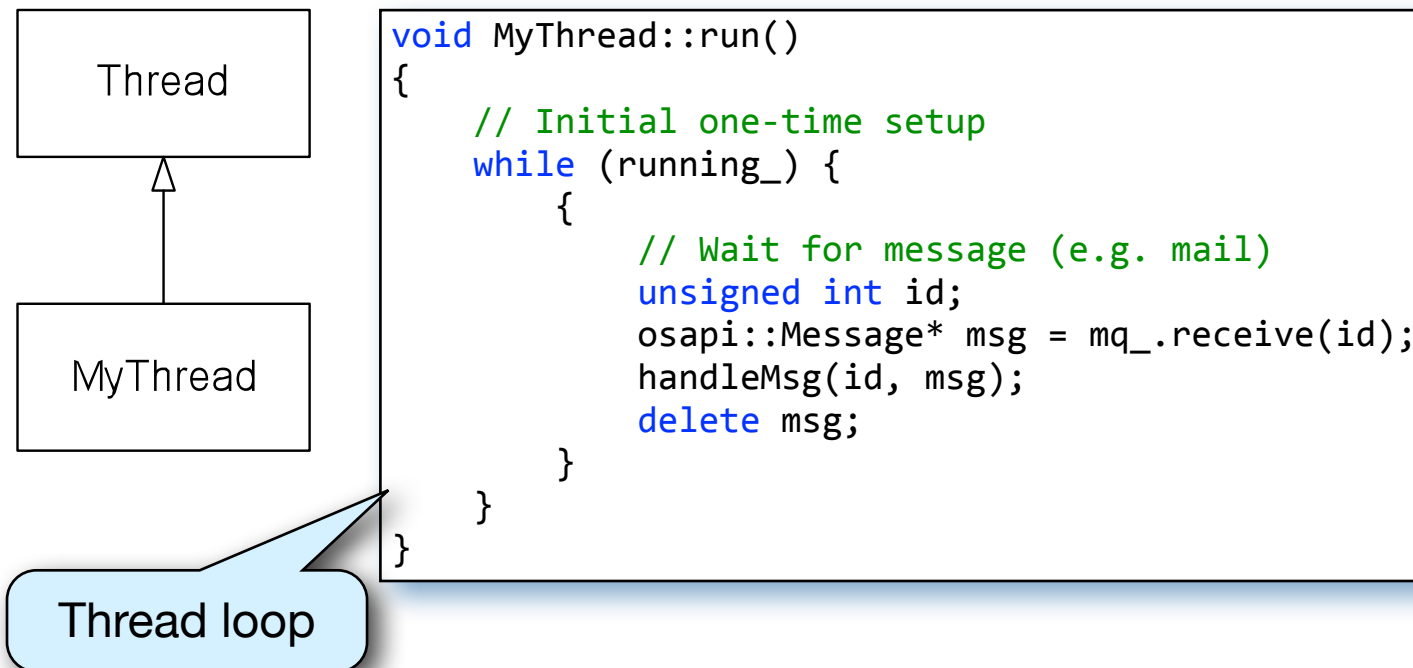 Thread
MyThread
void MyThread::run()
{
    // Initial one-time setup
    while (running_) {
        {
            // Wait for message (e.g. mail)
            unsigned int id;
            osapi::Message* msg = mq_.receive(id);
            handleMsg(id, msg);
            delete msg;
        }
    }
}
Thread loop